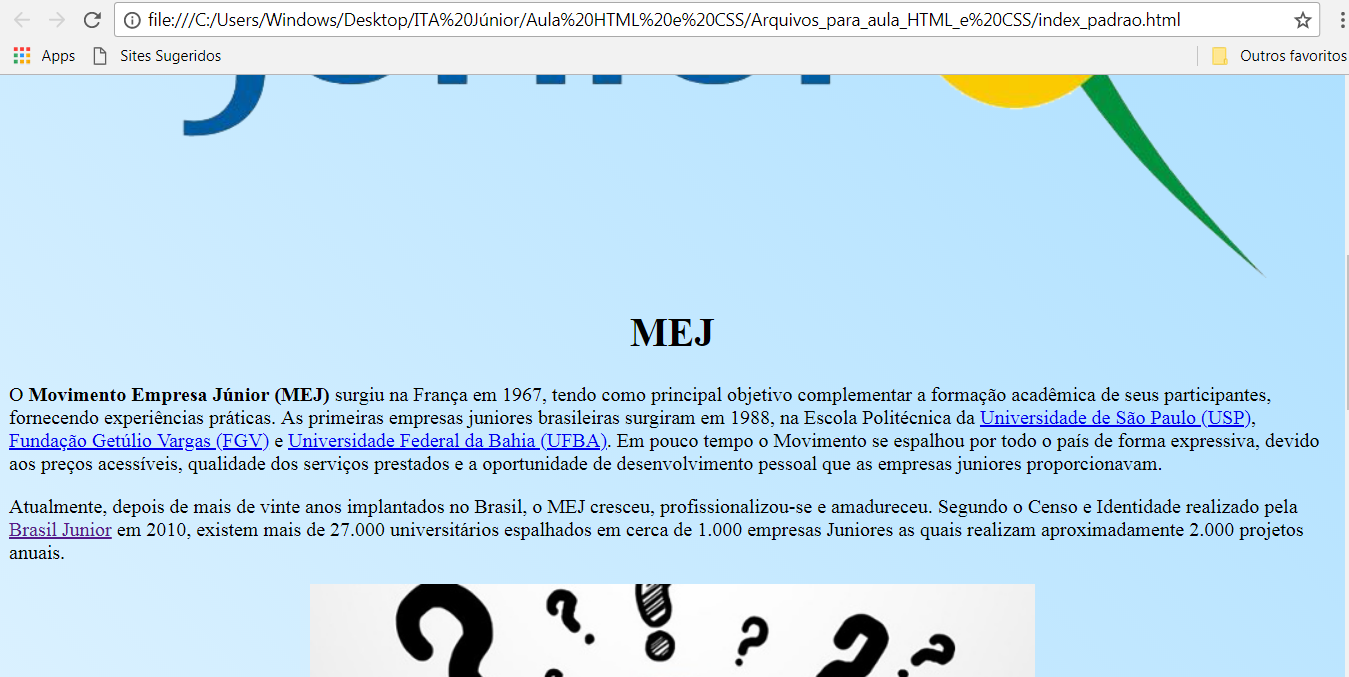 file:///C:/Users/Windows/Desktop/ITA%20Júnior/Aula%20HTML%20e%20CSS/Arquivos_para_aula_HTML_e%20CSS/index_padrao.html
Apps Sites Sugeridos Outros favoritos
MEJ
O Movimento Empresa Júnior (MEJ) surgiu na França em 1967, tendo como principal objetivo complementar a formação acadêmica de seus participantes,
fornecendo experiências práticas. As primeiras empresas juniores brasileiras surgiram em 1988, na Escola Politécnica da Universidade de São Paulo (USP),
Fundação Getúlio Vargas (FGV) e Universidade Federal da Bahia (UFBA). Em pouco tempo o Movimento se espalhou por todo o país de forma expressiva, devido
aos preços acessíveis, qualidade dos serviços prestados e a oportunidade de desenvolvimento pessoal que as empresas juniores proporcionavam.
Atualmente, depois de mais de vinte anos implantados no Brasil, o MEJ cresceu, profissionalizou-se e amadureceu. Segundo o Censo e Identidade realizado pela
Brasil Junior em 2010, existem mais de 27.000 universitários espalhados em cerca de 1.000 empresas Juniores as quais realizam aproximadamente 2.000 projetos
anuais.